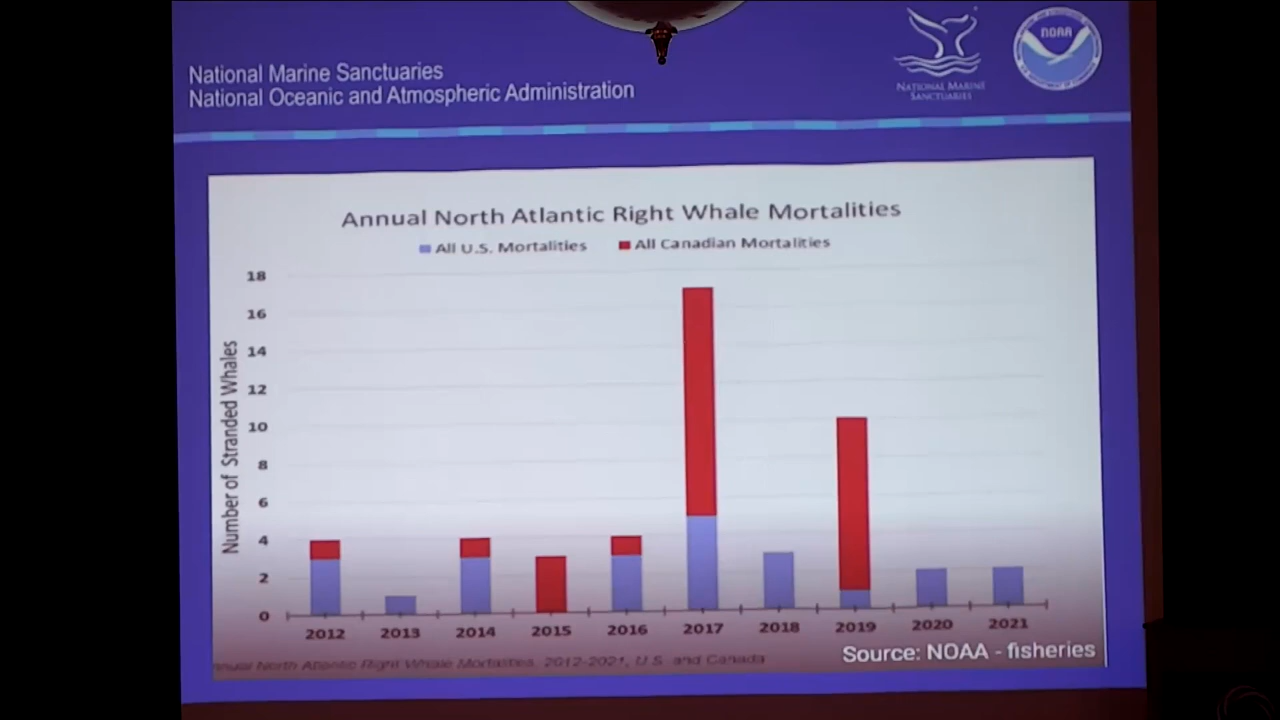 National Marine Sanctuaries
National Oceanic and Atmospheric Administration
NATIONAL MARINE
SANCTUARIES
NOAA
Annual North Atlantic Right Whale Mortalities
All U.S. Mortalities
All Canadian Mortalities
Number of Stranded Whales
18
16
14
12
10
8
6
4
2
0
2012 2013 2014 2015 2016 2017 2018 2019 2020 2021
North Atlantic Right Whale Mortalities, 2012-2021, U.S. and Canada
Source: NOAA - fisheries